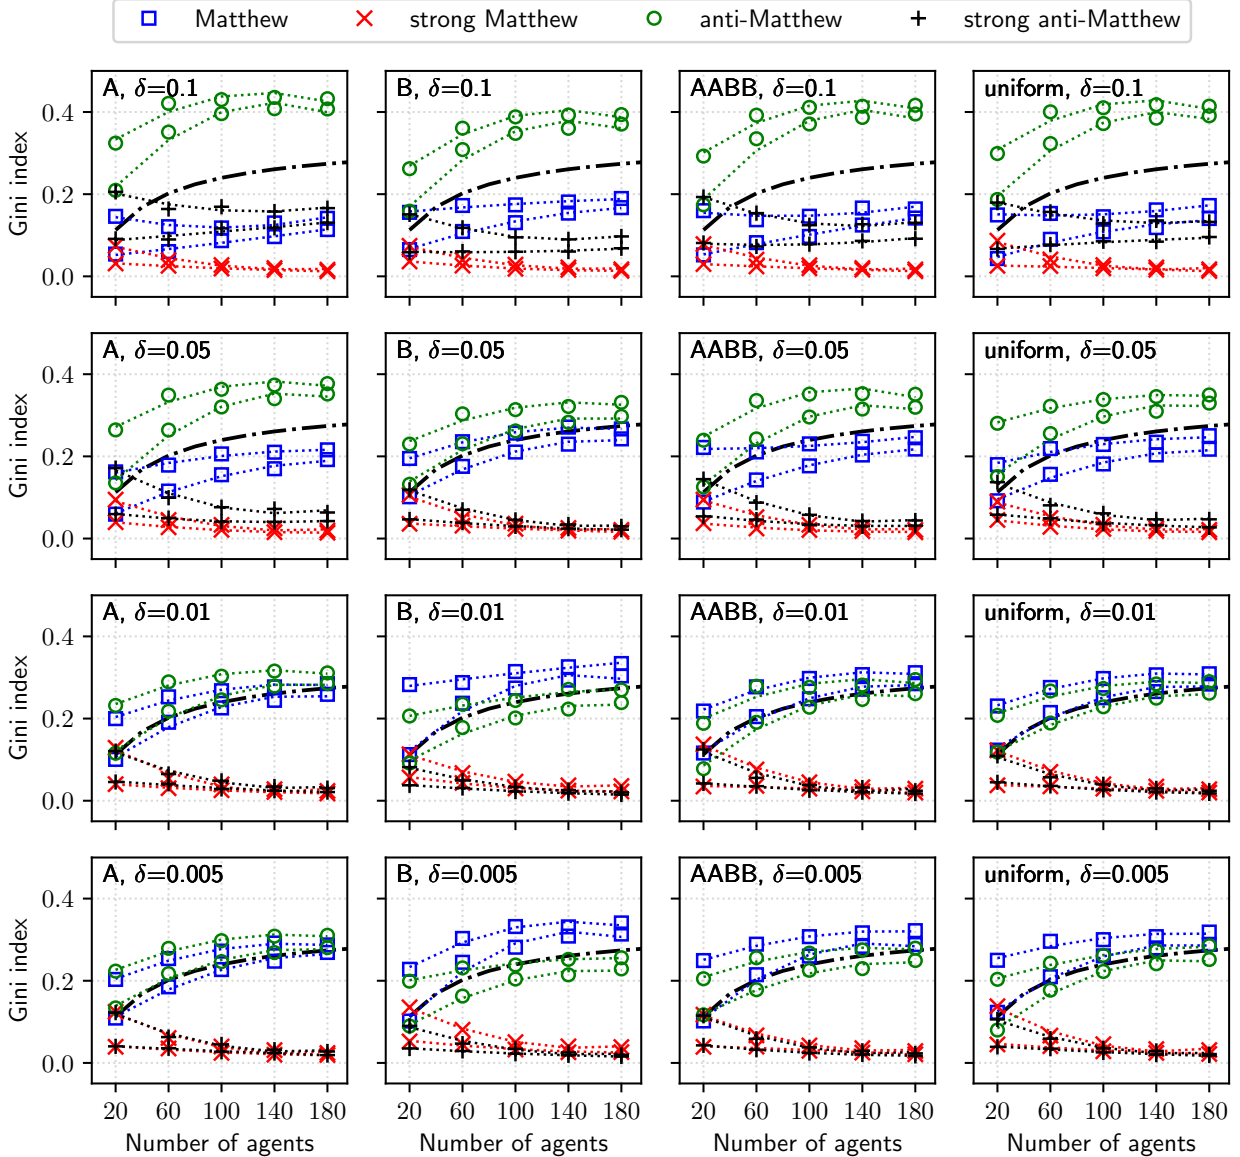 Matthew strong Matthew anti-Matthew strong anti-Matthew
A, δ=0.1 B, δ=0.1 AABB, δ=0.1 uniform, δ=0.1
Gini index
0.4
0.2
0.0
A, δ=0.05 B, δ=0.05 AABB, δ=0.05 uniform, δ=0.05
Gini index
0.4
0.2
0.0
A, δ=0.01 B, δ=0.01 AABB, δ=0.01 uniform, δ=0.01
Gini index
0.4
0.2
0.0
A, δ=0.005 B, δ=0.005 AABB, δ=0.005 uniform, δ=0.005
Gini index
0.4
0.2
0.0
20 60 100 140 180 20 60 100 140 180 20 60 100 140 180 20 60 100 140 180
Number of agents Number of agents Number of agents Number of agents